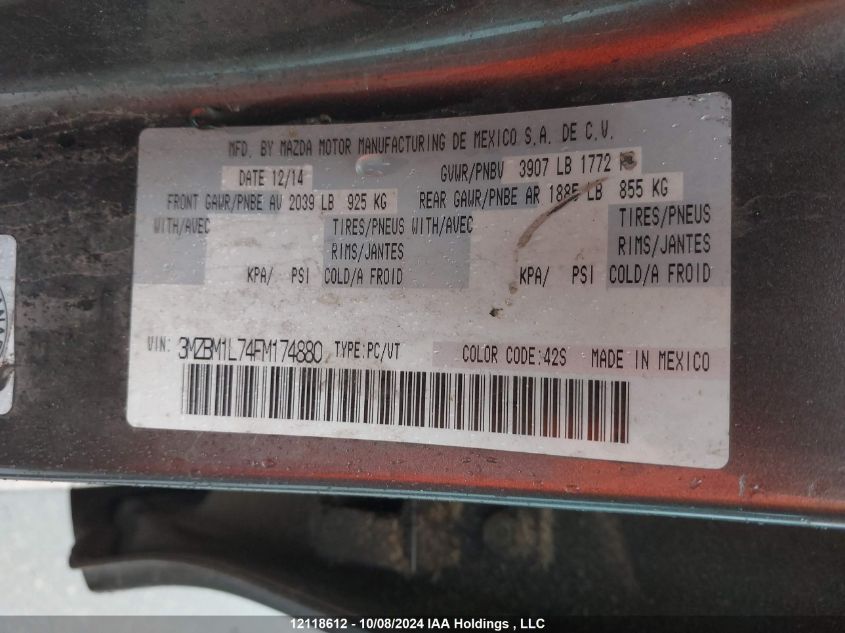 MFD. BY MAZDA MOTOR MANUFACTURING DE MEXICO S.A. DE C.V.
DATE 12/14 GVWR/PNBV 3907 LB 1772
FRONT GAWR/PNBE AV 2039 LB 925 KG REAR GAWR/PNBE AR 1885 LB 855 KG
WITH/AVEC TIRES/PNEUS WITH/AVEC TIRES/PNEUS
RIMS/JANTES RIMS/JANTES
KPA/ PSI COLD/A FROID KPA/ PSI COLD/A FROID
VIN: 3MZBM1L74FM174880 TYPE:PC/VT COLOR CODE:42S MADE IN MEXICO
12118612 - 10/08/2024 IAA Holdings , LLC